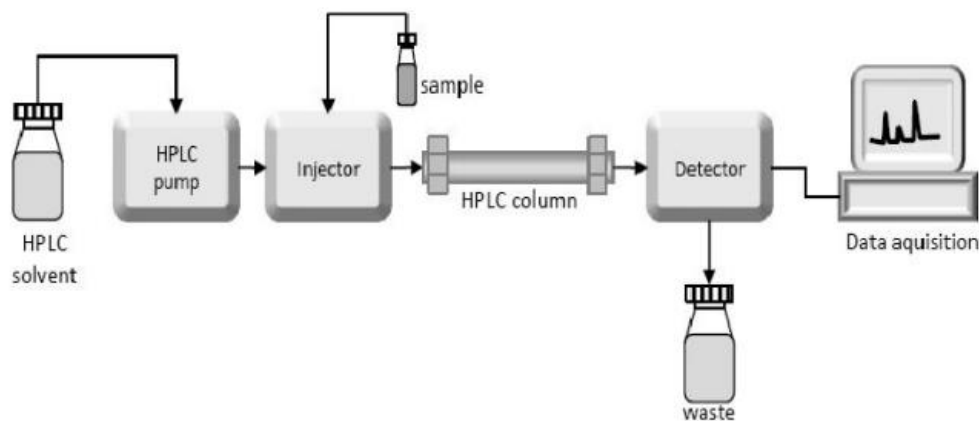 sample
HPLC
pump
Injector
Detector
HPLC column
HPLC
solvent
Data aquisition
waste